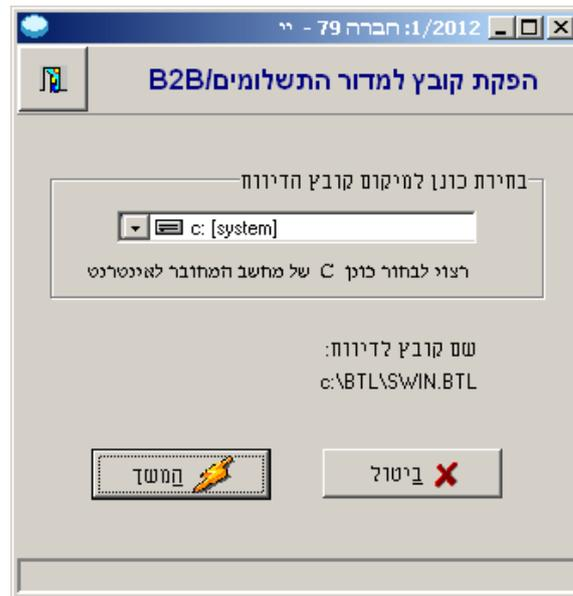 1/2012: חברה 79 - יי
הפקת קובץ למדור התשלומים/B2B
בחירת כונן למיקום קובץ הדיווח
c: [system]
רצוי לבחור כונן C של מחשב המחובר לאינטרנט
שם קובץ לדיווח:
c:\BTL\SWIN.BTL
ביטול
המשך